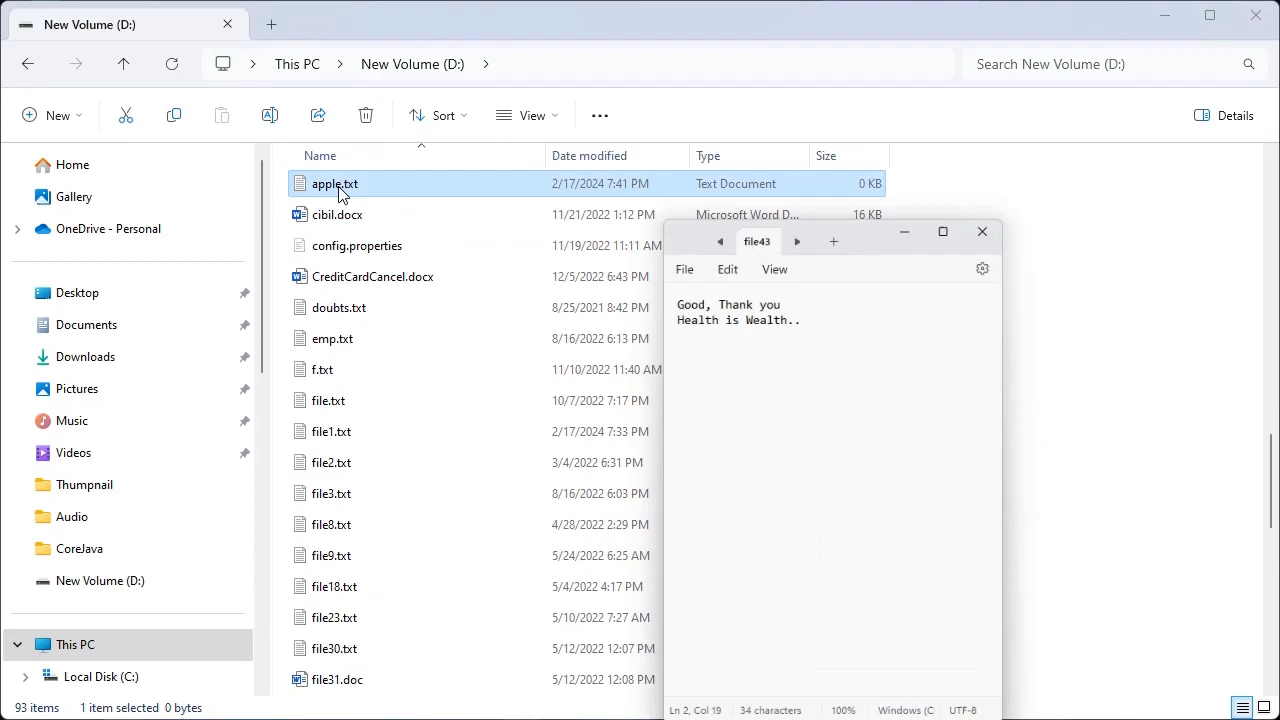 New Volume (D:)
This PC > New Volume (D:) >
Search New Volume (D:)
New
Sort
View
Details
Home
Gallery
OneDrive - Personal
Desktop
Documents
Downloads
Pictures
Music
Videos
Thumpnail
Audio
CoreJava
New Volume (D:)
This PC
Local Disk (C:)
Name Date modified Type Size
apple.txt 2/17/2024 7:41 PM Text Document 0 KB
cibil.docx 11/21/2022 1:12 PM Microsoft Word D... 16 KB
config.properties 11/19/2022 11:11 AM
CreditCardCancel.docx 12/5/2022 6:43 PM
doubts.txt 8/25/2021 8:42 PM
emp.txt 8/16/2022 6:13 PM
f.txt 11/10/2022 11:40 AM
file.txt 10/7/2022 7:17 PM
file1.txt 2/17/2024 7:33 PM
file2.txt 3/4/2022 6:31 PM
file3.txt 8/16/2022 6:03 PM
file8.txt 4/28/2022 2:29 PM
file9.txt 5/24/2022 6:25 AM
file18.txt 5/4/2022 4:17 PM
file23.txt 5/10/2022 7:27 AM
file30.txt 5/12/2022 12:07 PM
file31.doc 5/12/2022 12:08 PM
file43
File Edit View
Good, Thank you
Health is Wealth..
Ln 2, Col 19 34 characters 100% Windows (C UTF-8
93 items 1 item selected 0 bytes